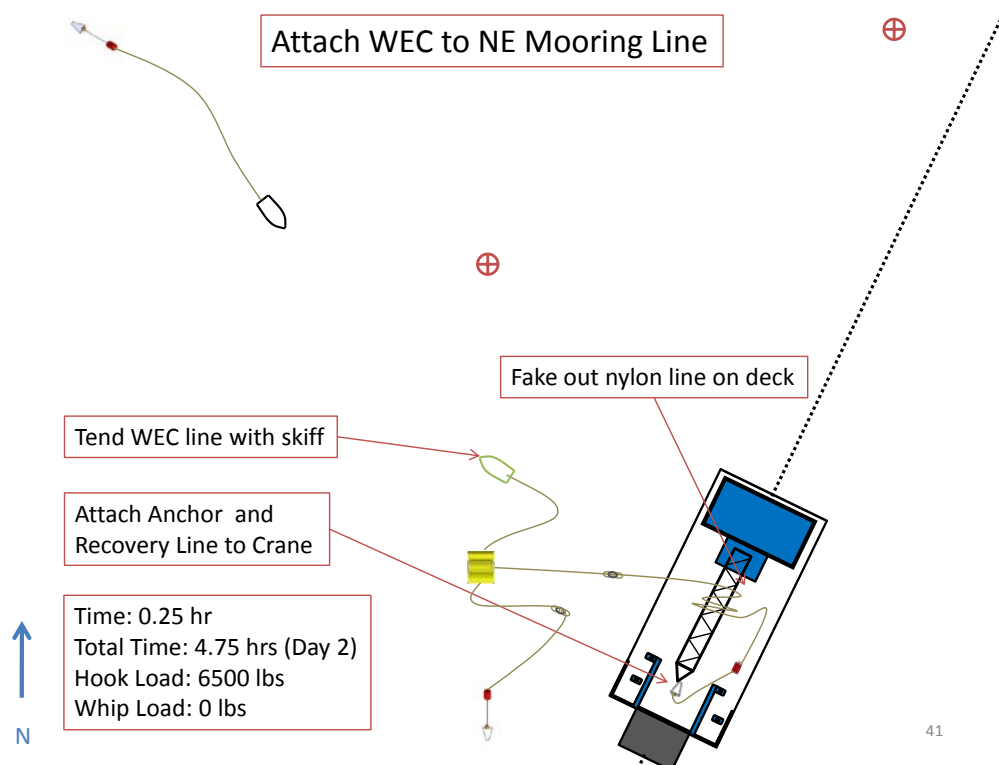 Attach WEC to NE Mooring Line
Fake out nylon line on deck
Tend WEC line with skiff
Attach Anchor and
Recovery Line to Crane
Time: 0.25 hr
Total Time: 4.75 hrs (Day 2)
Hook Load: 6500 lbs
Whip Load: 0 lbs
N
41